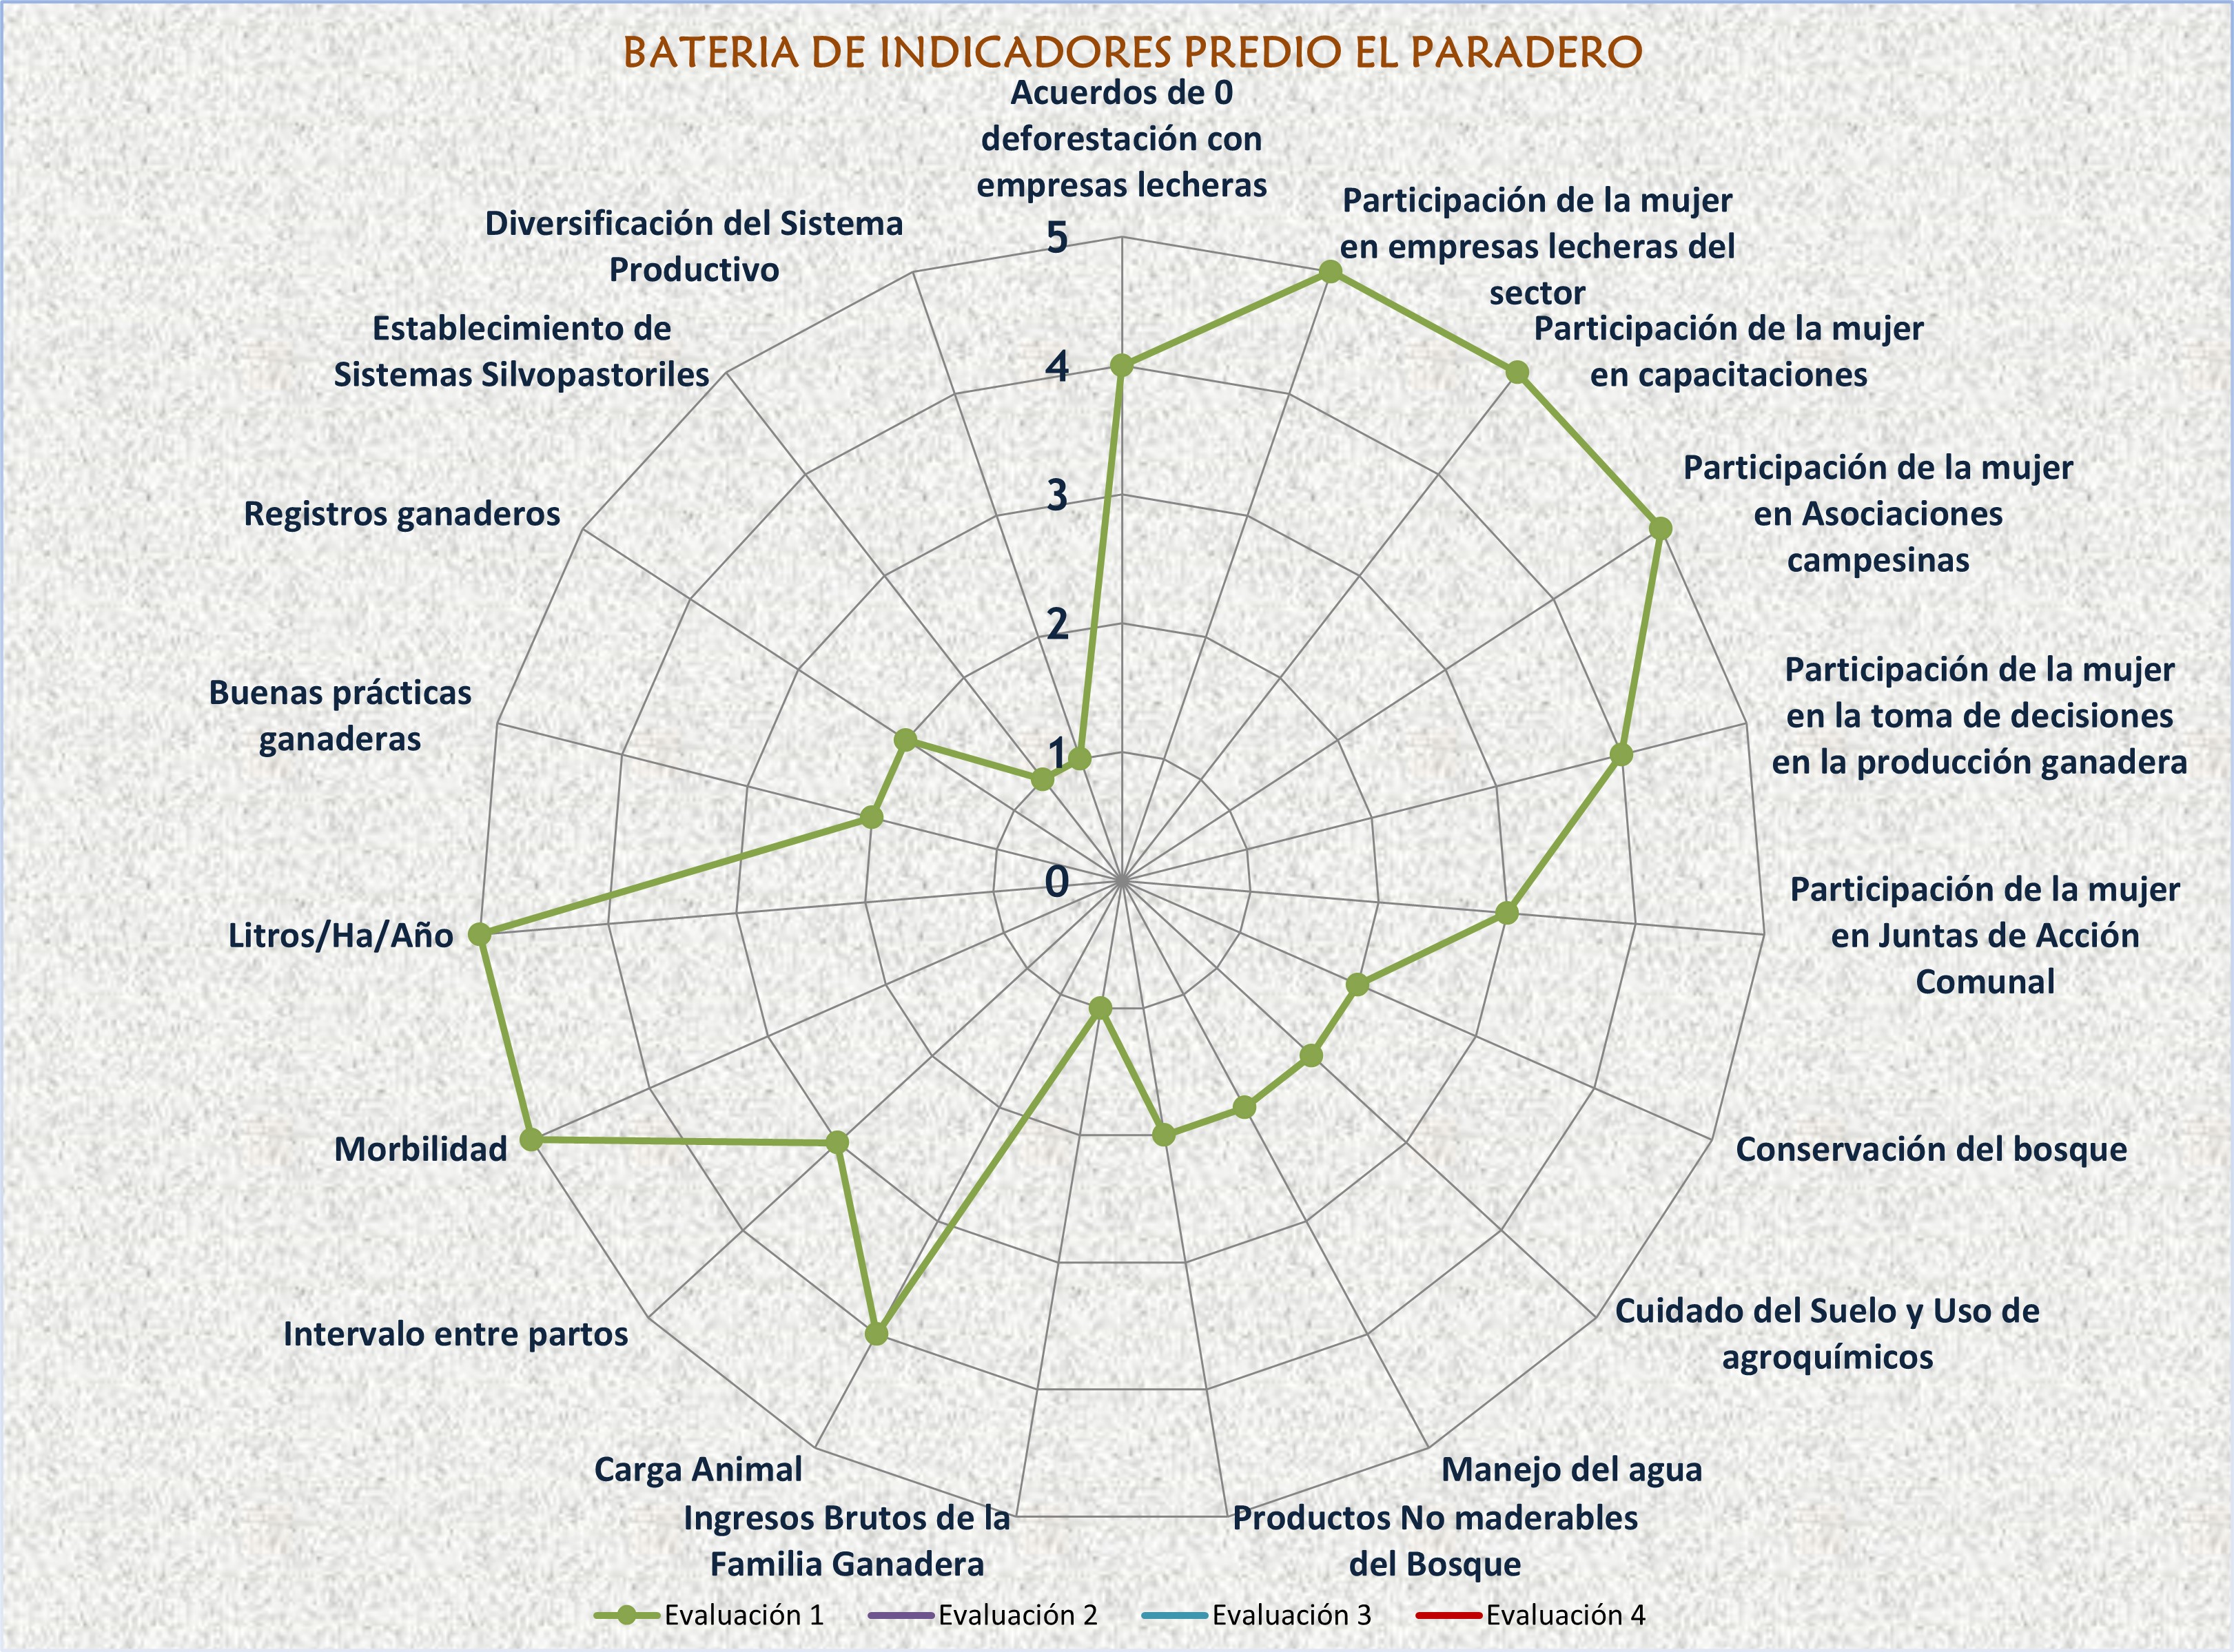 BATERIA DE INDICADORES PREDIO EL PARADERO
Acuerdos de 0
deforestación con
empresas lecheras
Participación de la mujer
en empresas lecheras del
sector
Participación de la mujer
en capacitaciones
Participación de la mujer
en Asociaciones
campesinas
Participación de la mujer
en la toma de decisiones
en la producción ganadera
Participación de la mujer
en Juntas de Acción
Comunal
Conservación del bosque
Cuidado del Suelo y Uso de
agroquímicos
Manejo del agua
Productos No maderables
del Bosque
Ingresos Brutos de la
Familia Ganadera
Carga Animal
Intervalo entre partos
Morbilidad
Litros/Ha/Año
Buenas prácticas
ganaderas
Registros ganaderos
Establecimiento de
Sistemas Silvopastoriles
Diversificación del Sistema
Productivo
5
4
3
2
1
0
Evaluación 1
Evaluación 2
Evaluación 3
Evaluación 4